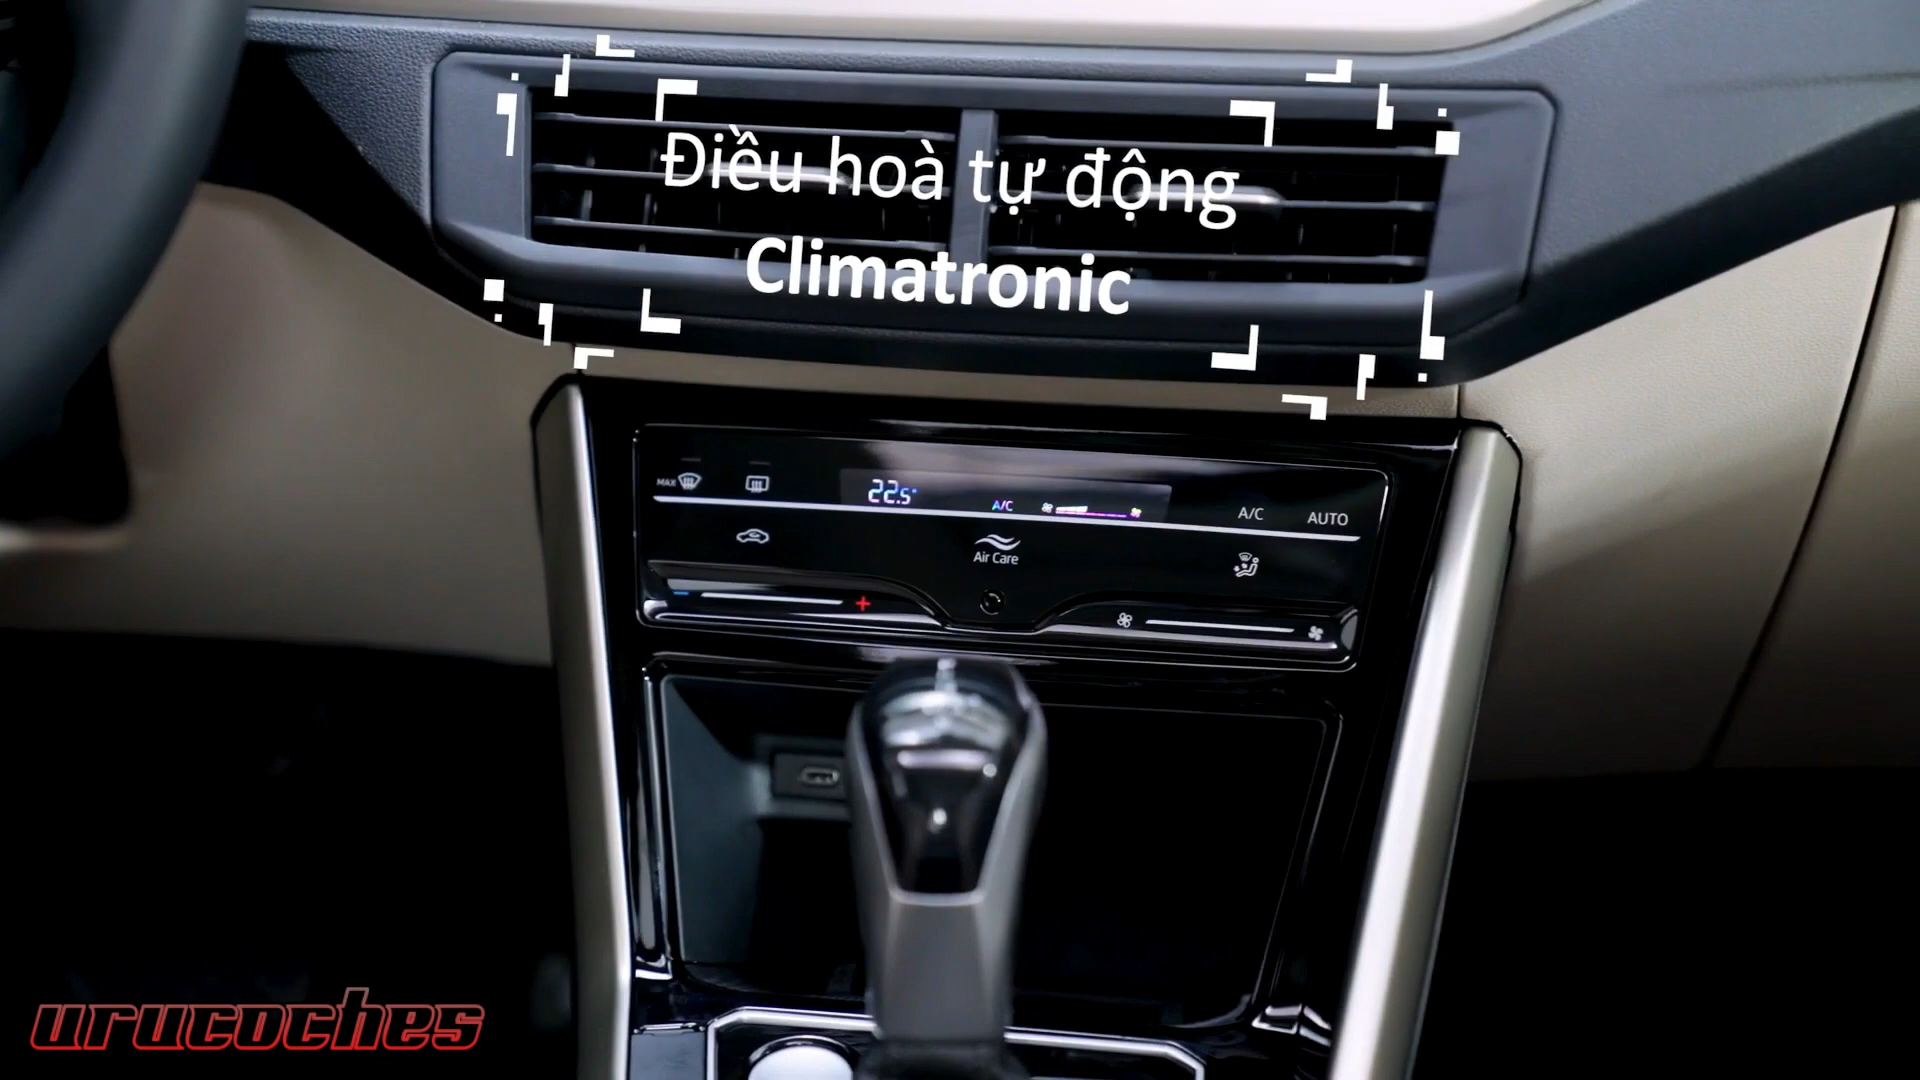 Điều hoà tự động
Climatronic
MAX
22.5°
A/C
A/C
AUTO
Air Care
urucoches